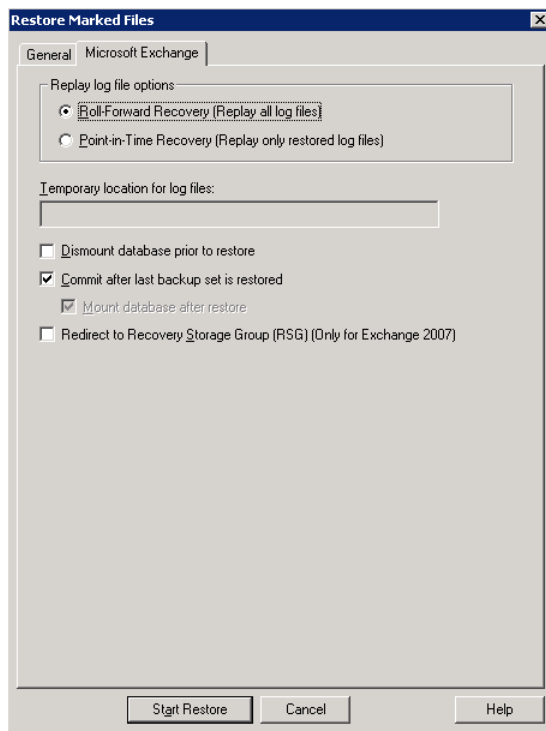 Restore Marked Files
General
Microsoft Exchange
Replay log file options
Roll-Forward Recovery (Replay all log files)
Point-in-Time Recovery (Replay only restored log files)
Temporary location for log files:
Dismount database prior to restore
Commit after last backup set is restored
Mount database after restore
Redirect to Recovery Storage Group (RSG) (Only for Exchange 2007)
Start Restore
Cancel
Help